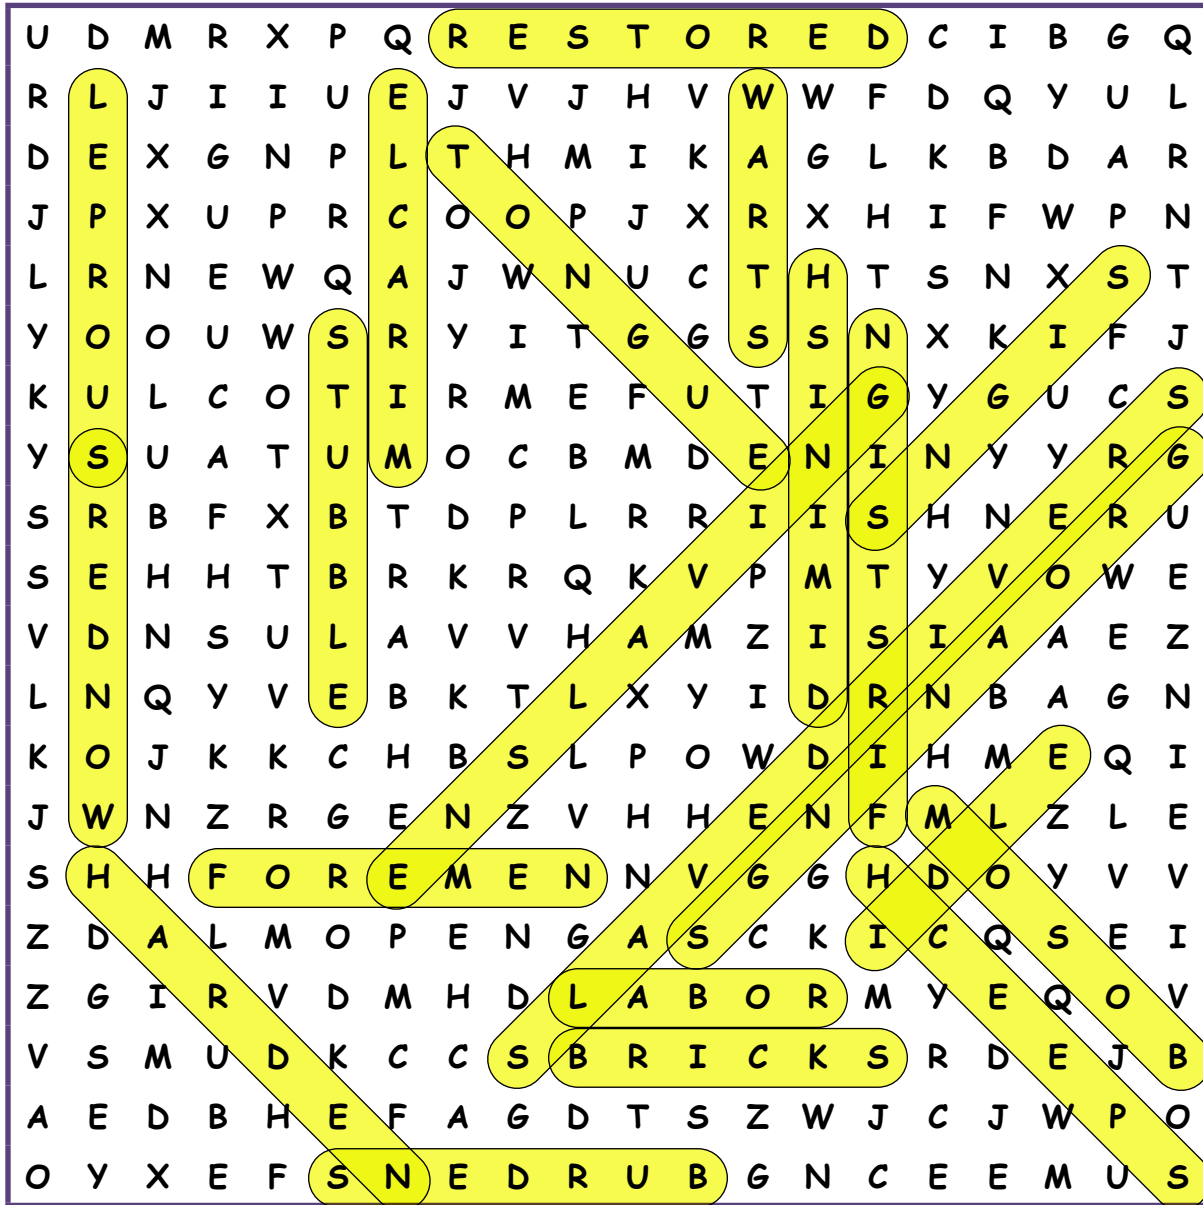 U D M R X P Q R E S T O R E D C I B G Q
R L J I I U E J V J H V W W F D Q Y U L
D E X G N P L T H M I K A G L K B D A R
J P X U P R C O O P J X R X H I F W P N
L R N E W Q A J W N U C T H T S N X S T
Y O O U W S R Y I T G G S S N X K I F J
K U L C O T I R M E F U T I G Y G U C S
Y S U A T U M O C B M D E N I N Y Y R G
S R B F X B T D P L R R I I S H N E R U
S E H H T B R K R Q K V P M T Y V O W E
V D N S U L A V V H A M Z I S I A A E Z
L N Q Y V E B K T L X Y I D R N B A G N
K O J K K C H B S L P O W D I H M E Q I
J W N Z R G E N Z V H H E N F M L Z L E
S H H F O R E M E N N V G G H D O Y V V
Z D A L M O P E N G A S C K I C Q S E I
Z G I R V D M H D L A B O R M Y E Q O V
V S M U D K C C S B R I C K S R D E J B
A E D B H E F A G D T S Z W J C J W P O
O Y X E F S N E D R U B G N C E E M U S